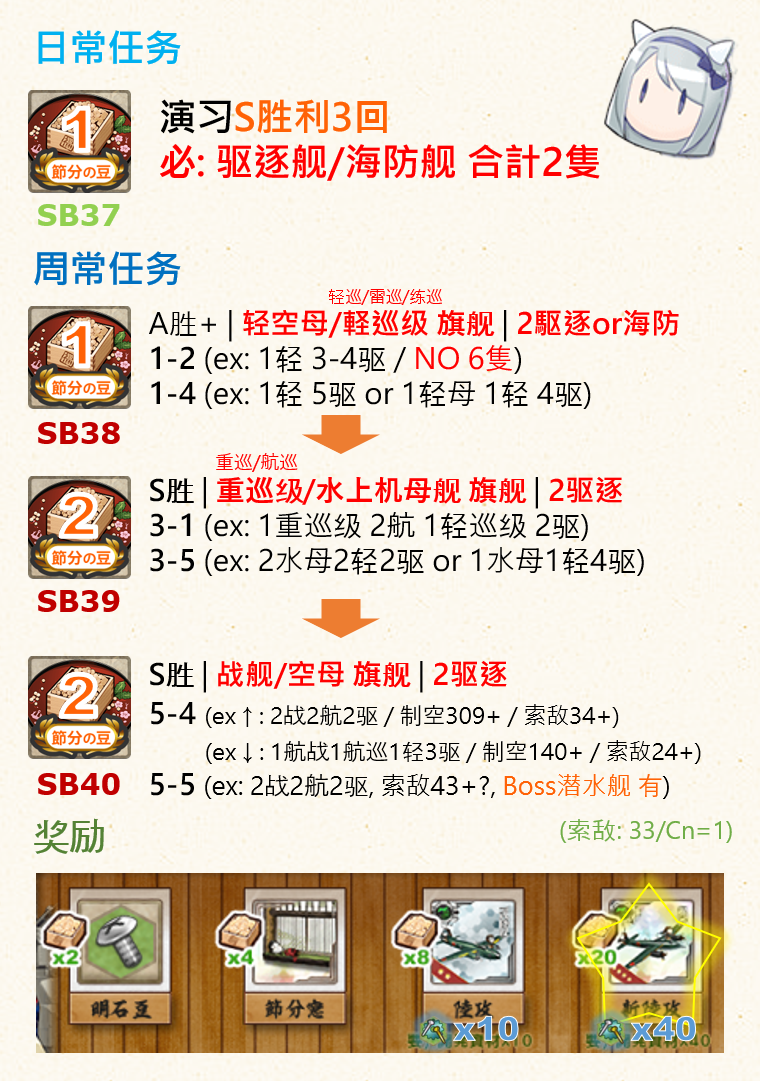 日常任务
1
節分の豆
SB37
演习S胜利3回
必: 驱逐舰/海防舰 合計2隻
周常任务
1
節分の豆
SB38
轻巡/雷巡/练巡
A胜+ | 轻空母/軽巡级 旗舰 | 2駆逐or海防
1-2 (ex: 1轻 3-4驱 / NO 6隻)
1-4 (ex: 1轻 5驱 or 1轻母 1轻 4驱)
2
節分の豆
SB39
重巡/航巡
S胜 | 重巡级/水上机母舰 旗舰 | 2驱逐
3-1 (ex: 1重巡级 2航 1轻巡级 2驱)
3-5 (ex: 2水母2轻2驱 or 1水母1轻4驱)
2
節分の豆
SB40
S胜 | 战舰/空母 旗舰 | 2驱逐
5-4 (ex↑: 2战2航2驱 / 制空309+ / 索敌34+)
(ex↓: 1航战1航巡1轻3驱 / 制空140+ / 索敌24+)
5-5 (ex: 2战2航2驱, 索敌43+?, Boss潜水舰 有)
奖励
(索敌: 33/Cn=1)
x2
x4
x8
x20
明石豆
節分窓
陸攻
新陸攻
x10
x40